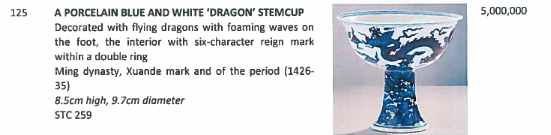 125 A PORCELAIN BLUE AND WHITE 'DRAGON' STEMCUP 5,000,000
Decorated with flying dragons with foaming waves on
the foot, the interior with six-character reign mark
within a double ring
Ming dynasty, Xuande mark and of the period (1426-
35)
8.5cm high, 9.7cm diameter
STC 259